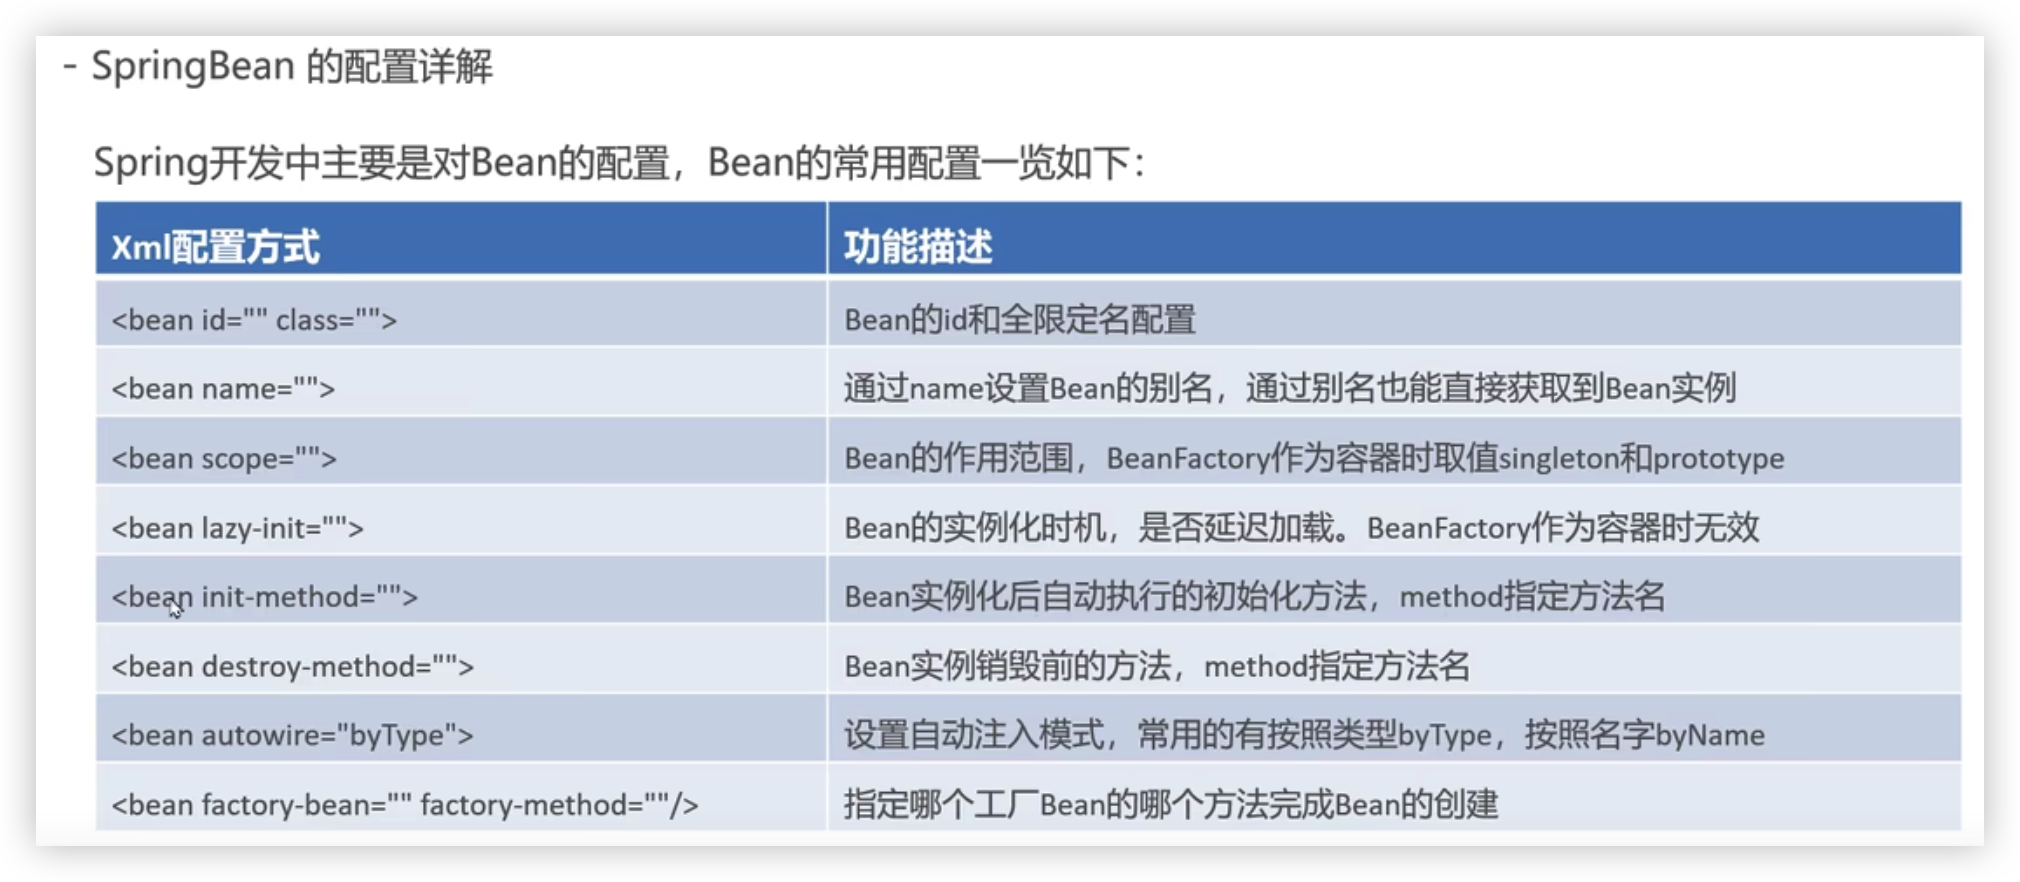 - SpringBean 的配置详解
Spring开发中主要是对Bean的配置，Bean的常用配置一览如下：
Xml配置方式 功能描述
<bean id="" class=""> Bean的id和全限定名配置
<bean name=""> 通过name设置Bean的别名，通过别名也能直接获取到Bean实例
<bean scope=""> Bean的作用范围，BeanFactory作为容器时取值singleton和prototype
<bean lazy-init=""> Bean的实例化时机，是否延迟加载。BeanFactory作为容器时无效
<bean init-method=""> Bean实例化后自动执行的初始化方法，method指定方法名
<bean destroy-method=""> Bean实例销毁前的方法，method指定方法名
<bean autowire="byType"> 设置自动注入模式，常用的有按照类型byType，按照名字byName
<bean factory-bean="" factory-method=""/> 指定哪个工厂Bean的哪个方法完成Bean的创建